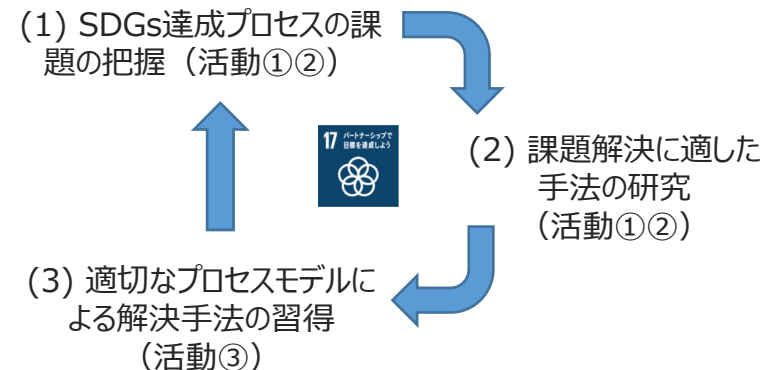 (1) SDGs達成プロセスの課
題の把握（活動①②）
17 パートナーシップで
目標を達成しよう
(2) 課題解決に適した
手法の研究
（活動①②）
(3) 適切なプロセスモデルに
よる解決手法の習得
（活動③）